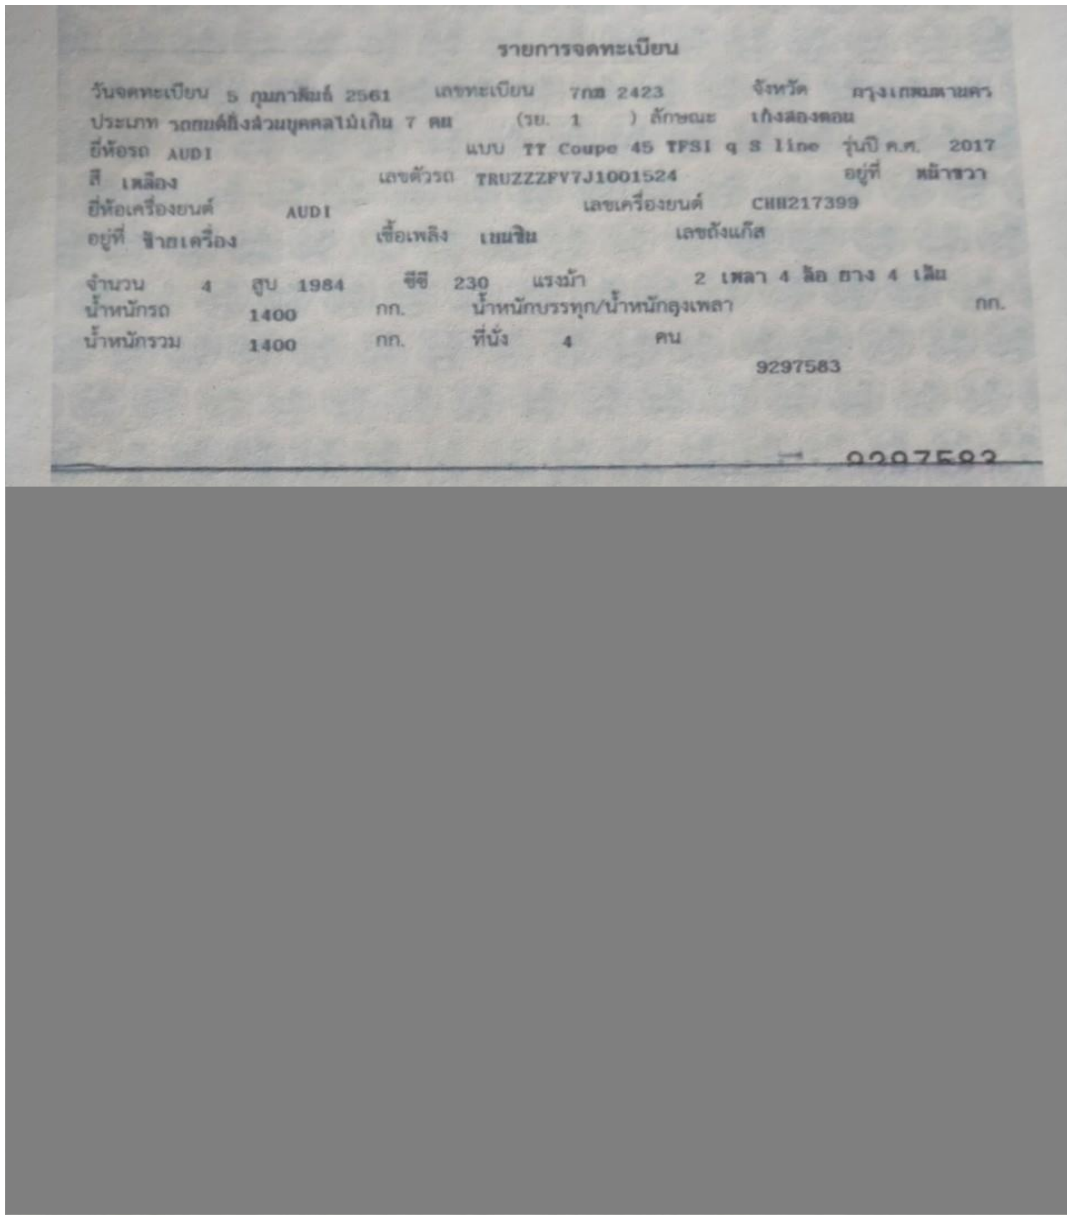 รายการจดทะเบียน
วันจดทะเบียน 5 กุมภาพันธ์ 2561 เลขทะเบียน 7กฆ 2423 จังหวัด กรุงเทพมหานคร
ประเภท รถยนต์นั่งส่วนบุคคลไม่เกิน 7 คน (รย. 1 ) ลักษณะ เก๋งสองตอน
ยี่ห้อรถ AUDI แบบ TT Coupe 45 TFSI q S line รุ่นปี ค.ศ. 2017
สี เหลือง เลขตัวรถ TRUZZZFV7J1001524 อยู่ที่ หน้าขวา
ยี่ห้อเครื่องยนต์ AUDI เลขเครื่องยนต์ CHH217399
อยู่ที่ ซ้ายเครื่อง เชื้อเพลิง เบนซิน เลขถังแก๊ส
จำนวน 4 สูบ 1984 ซีซี 230 แรงม้า 2 เพลา 4 ล้อ ยาง 4 เส้น
น้ำหนักรถ 1400 กก. น้ำหนักบรรทุก/น้ำหนักลงเพลา กก.
น้ำหนักรวม 1400 กก. ที่นั่ง 4 คน
9297583
9297583